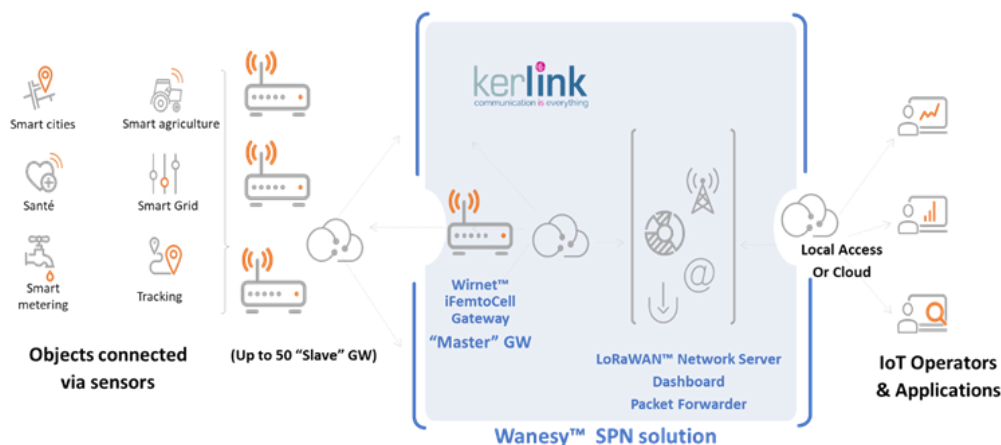 Smart cities
Smart agriculture
Santé
Smart Grid
Smart
metering
Tracking
Objects connected
via sensors
(Up to 50 “Slave” GW)
kerlink
communication is everything
Wirnet™
iFemtoCell
Gateway
“Master” GW
@
LoRaWAN™ Network Server
Dashboard
Packet Forwarder
Wanesy™ SPN solution
Local Access
Or Cloud
IoT Operators
& Applications